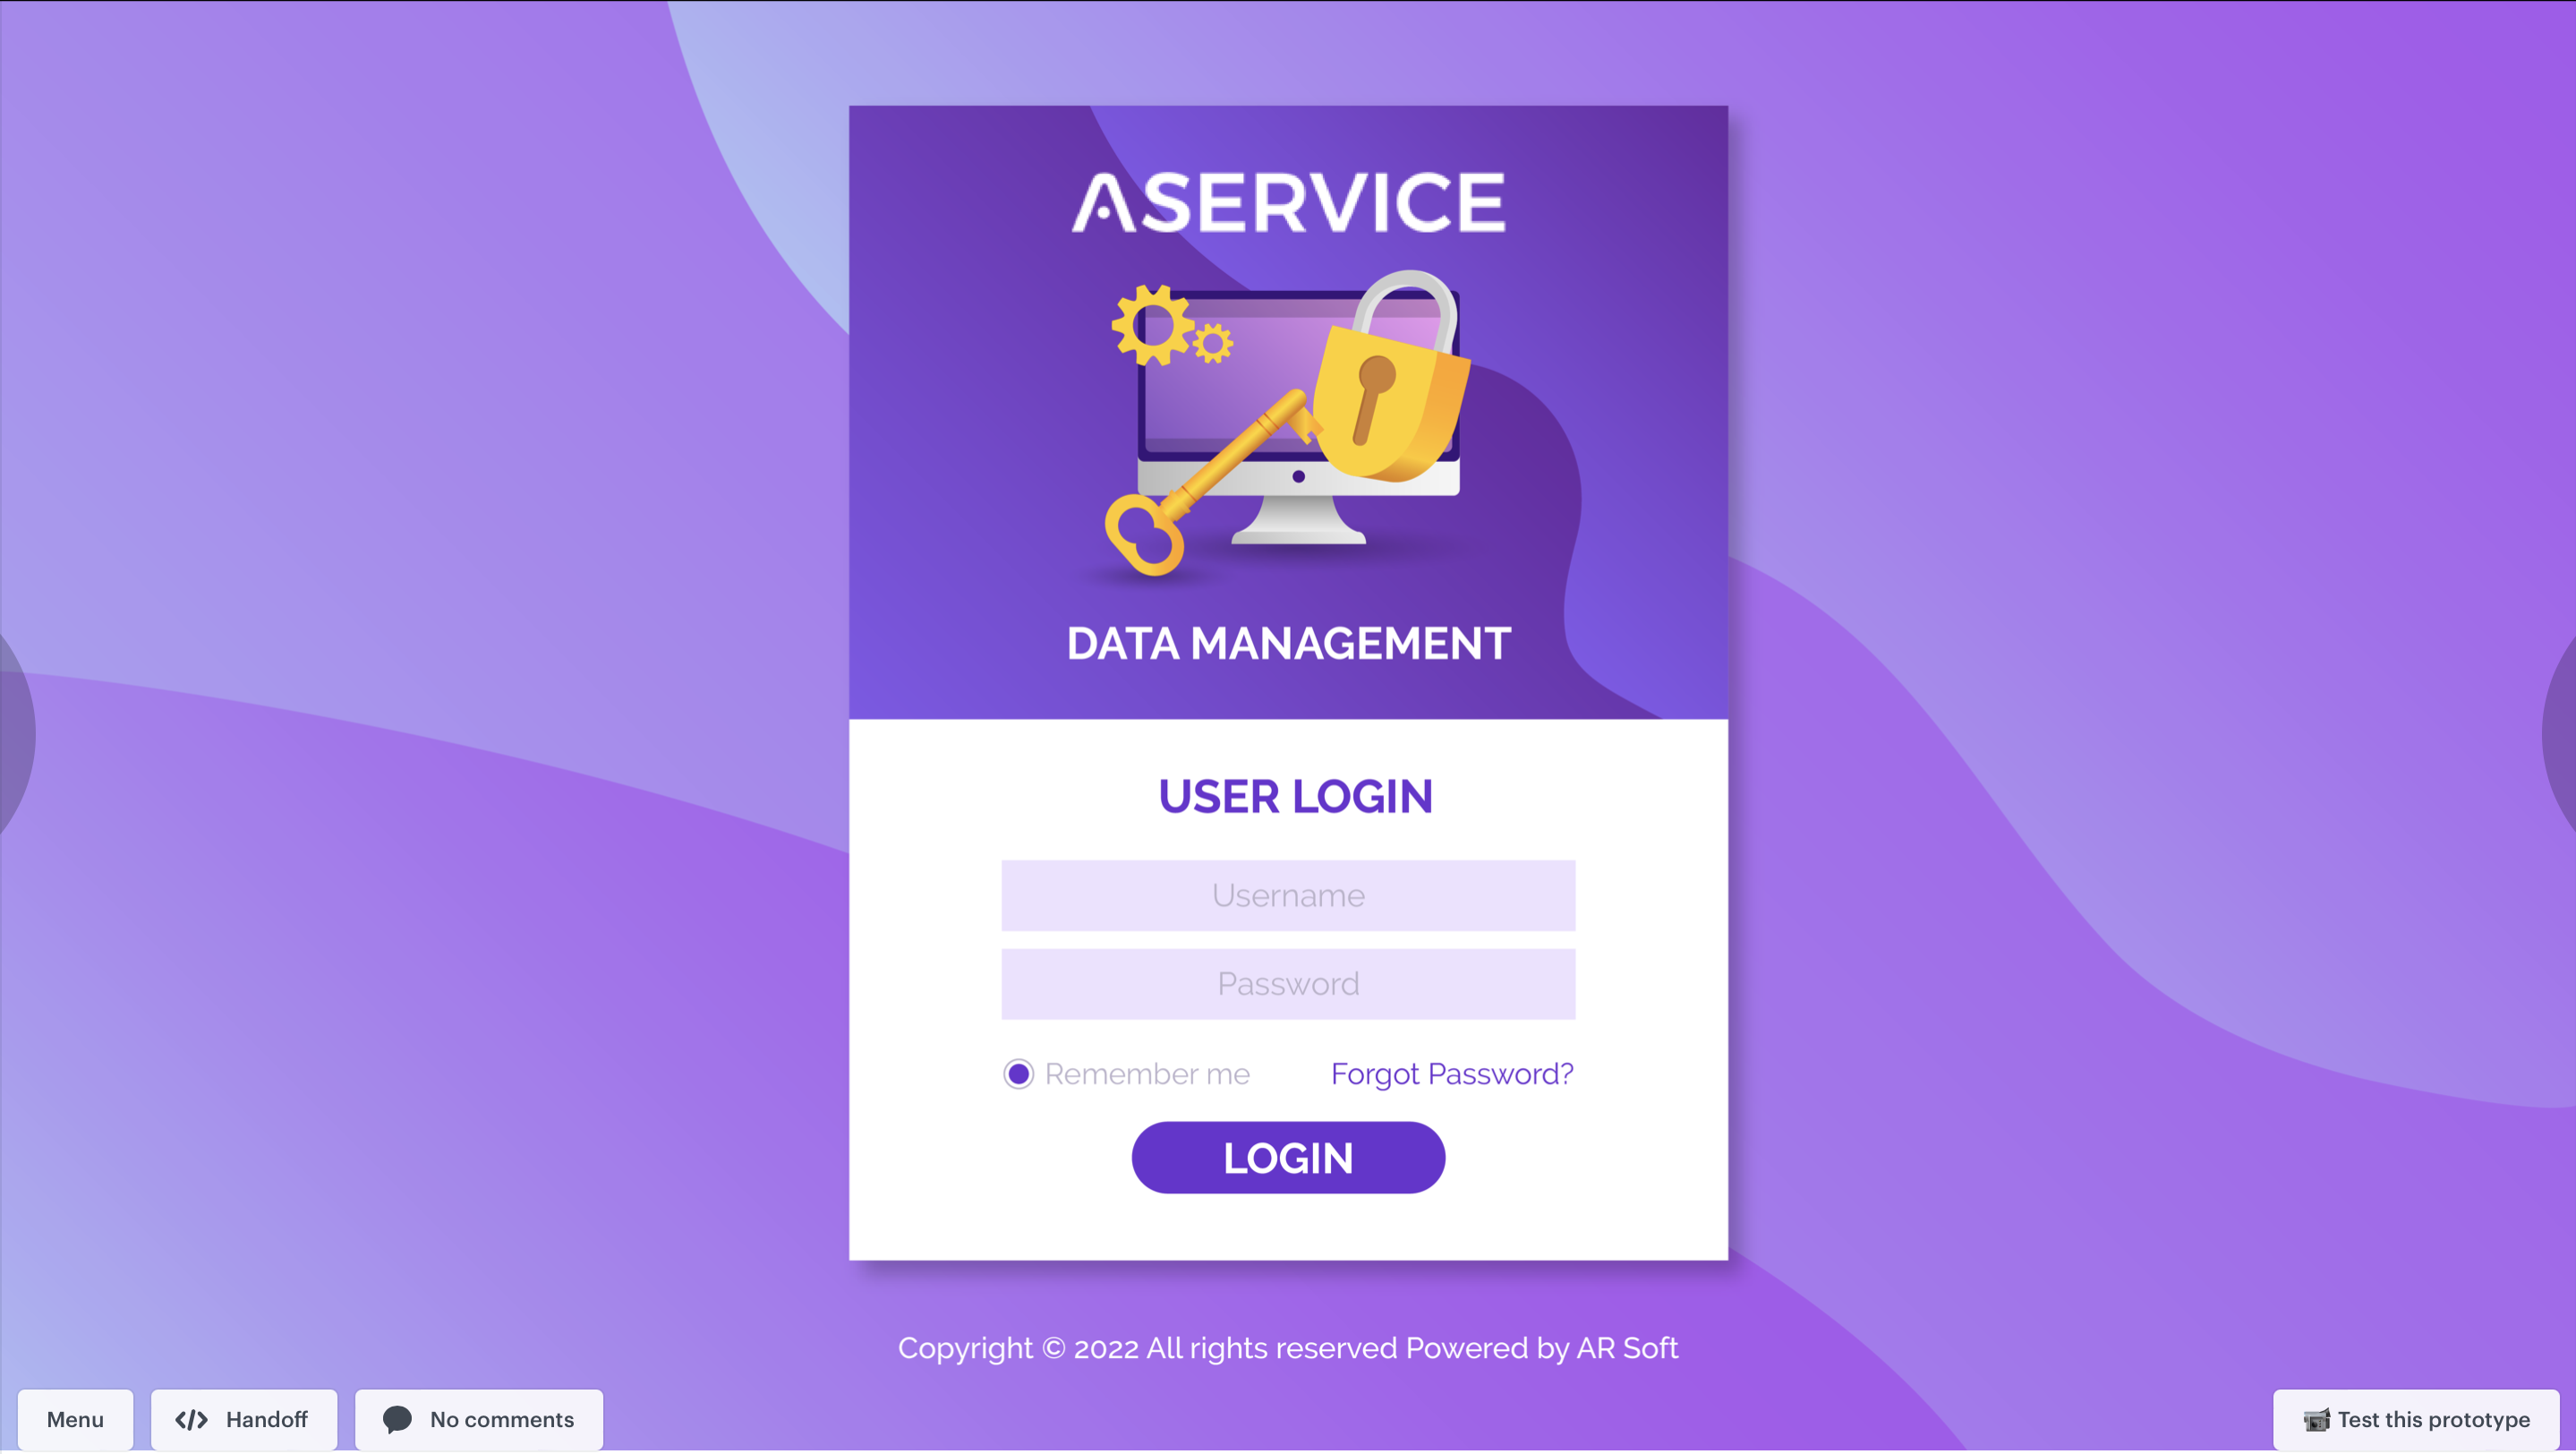 ASERVICE
DATA MANAGEMENT
USER LOGIN
Username
Password
Remember me Forgot Password?
LOGIN
Copyright © 2022 All rights reserved Powered by AR Soft
Menu </> Handoff No comments Test this prototype